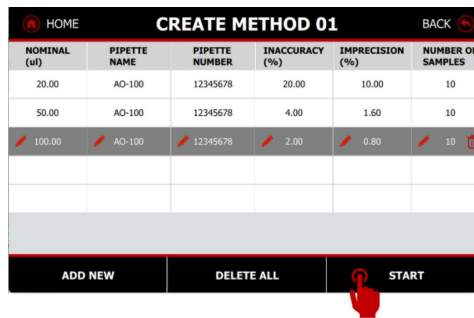 HOME CREATE METHOD 01 BACK
NOMINAL (ul) PIPETTE NAME PIPETTE NUMBER INACCURACY (%) IMPRECISION (%) NUMBER OF SAMPLES
20.00 AO-100 12345678 20.00 10.00 10
50.00 AO-100 12345678 4.00 1.60 10
100.00 AO-100 12345678 2.00 0.80 10
ADD NEW DELETE ALL START